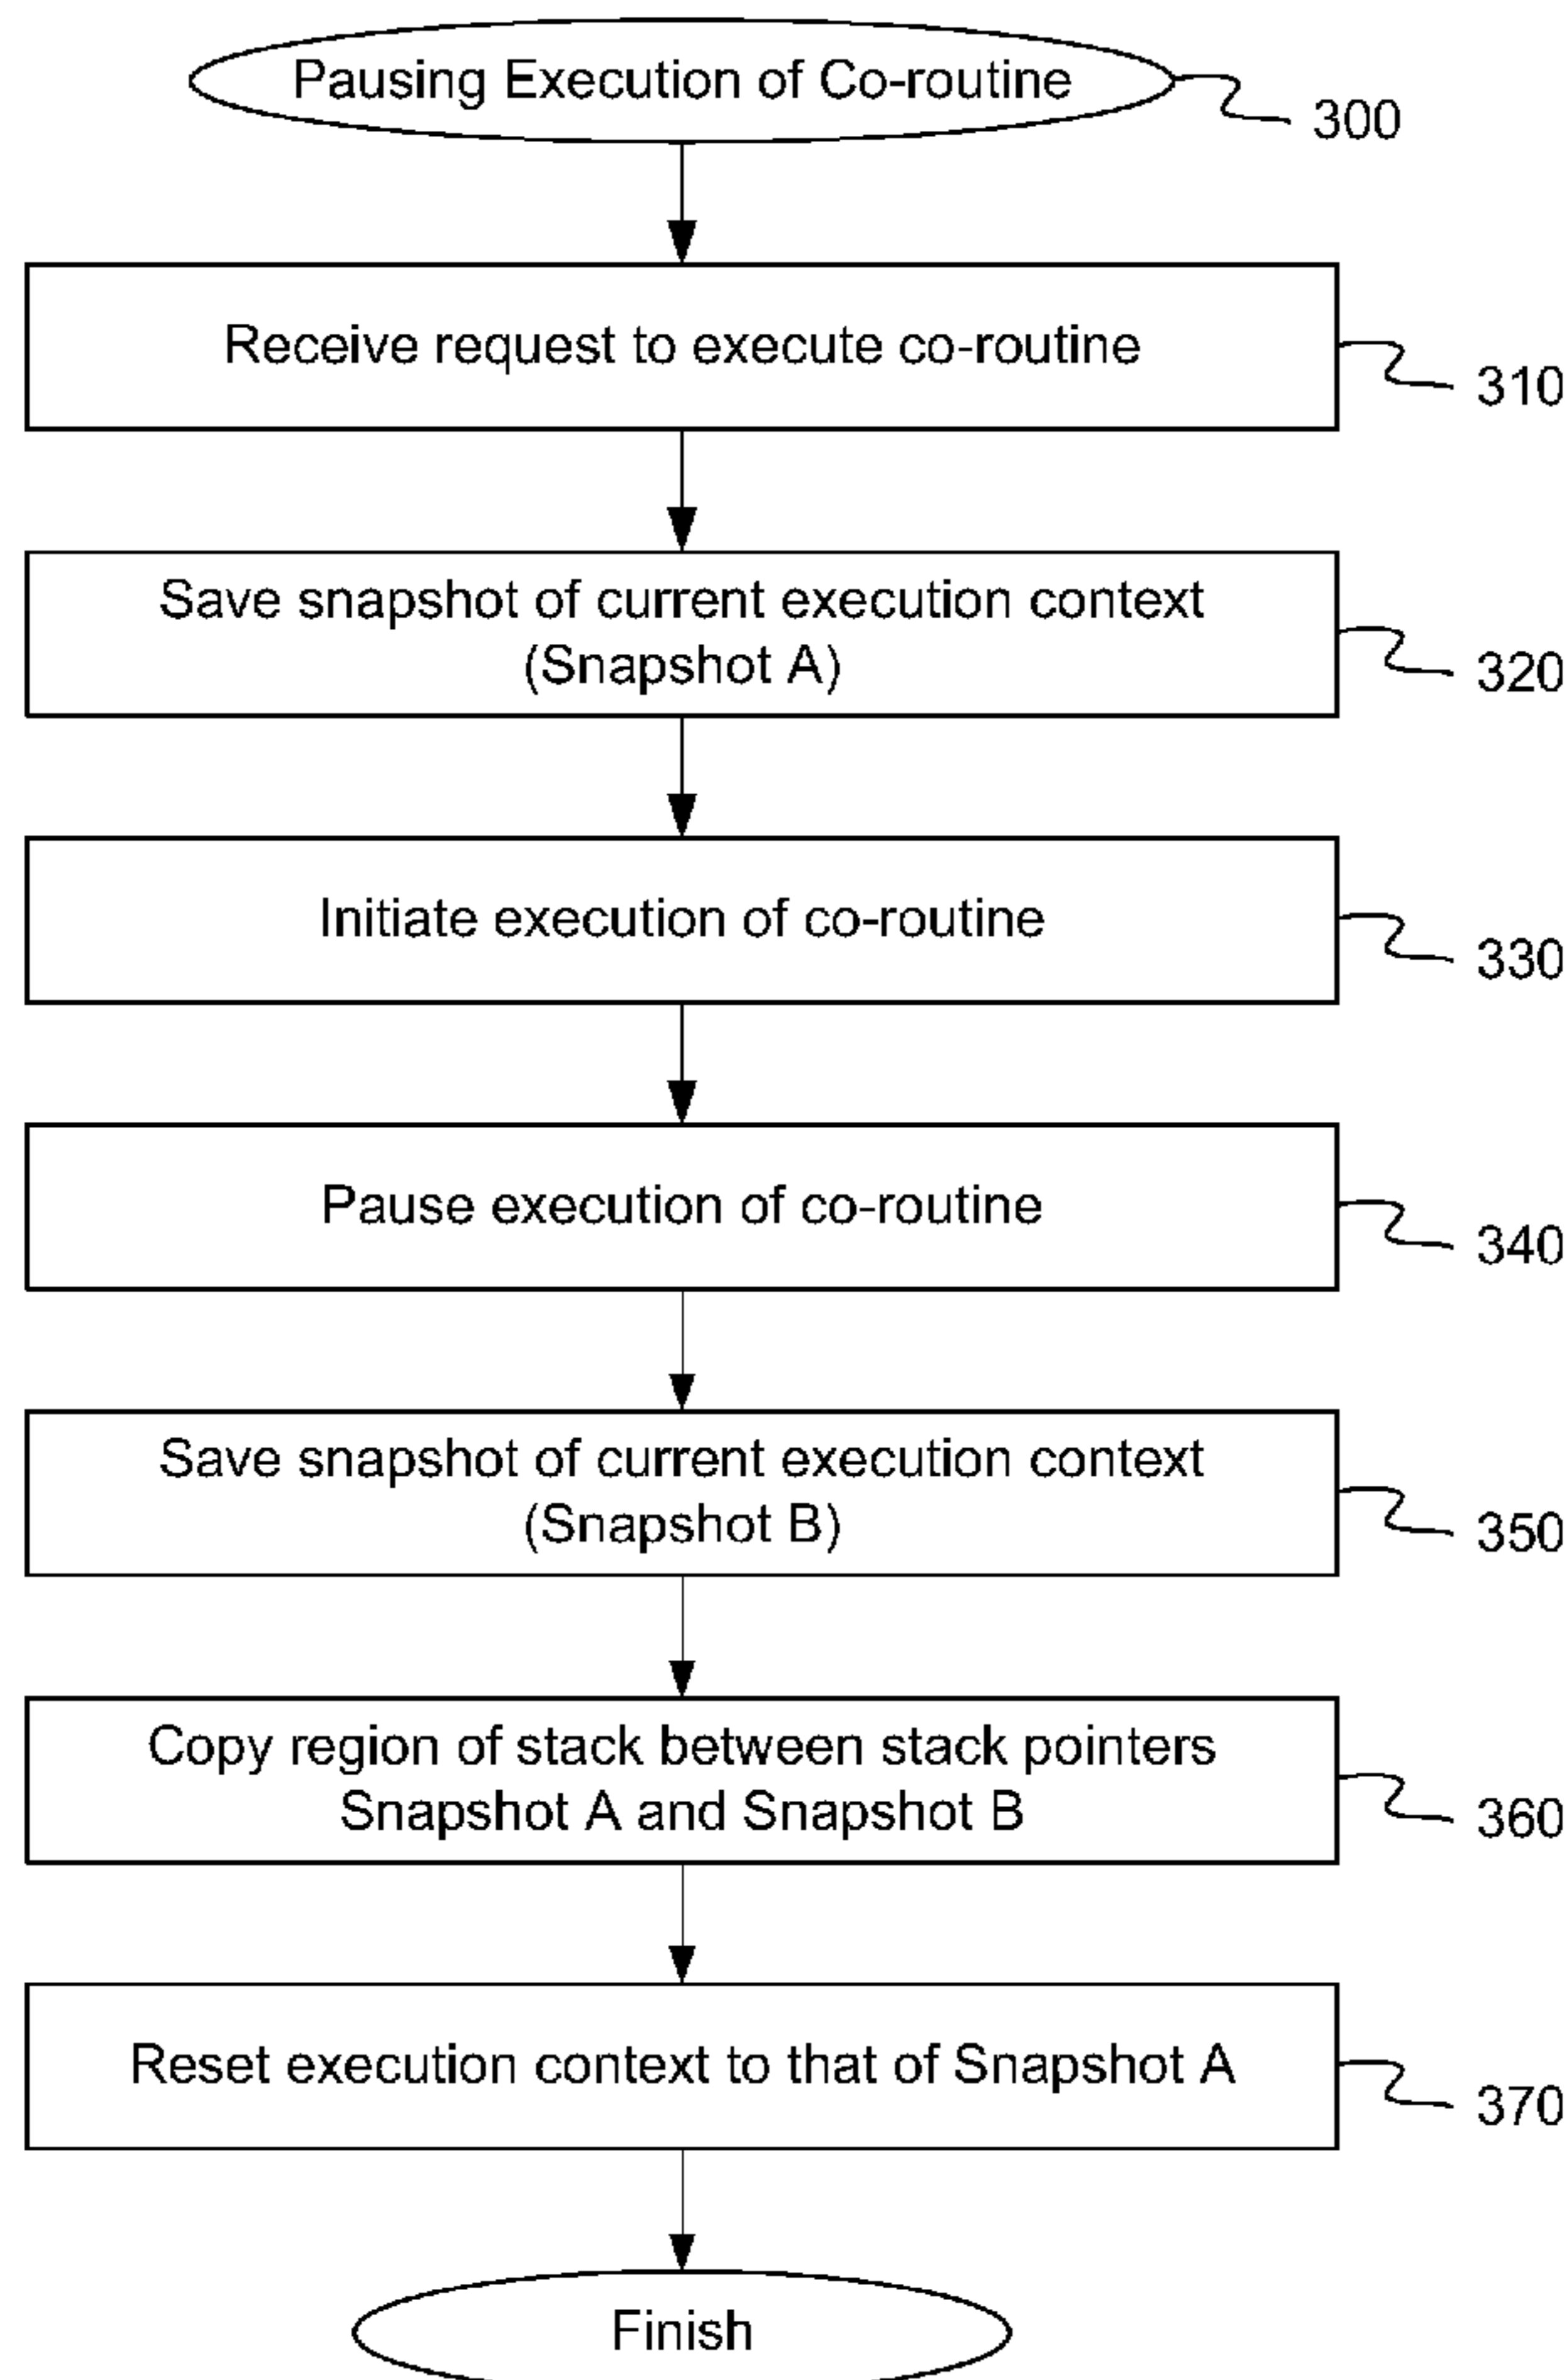 Pausing Execution of Co-routine
300
Receive request to execute co-routine
310
Save snapshot of current execution context
(Snapshot A)
320
Initiate execution of co-routine
330
Pause execution of co-routine
340
Save snapshot of current execution context
(Snapshot B)
350
Copy region of stack between stack pointers
Snapshot A and Snapshot B
360
Reset execution context to that of Snapshot A
370
Finish